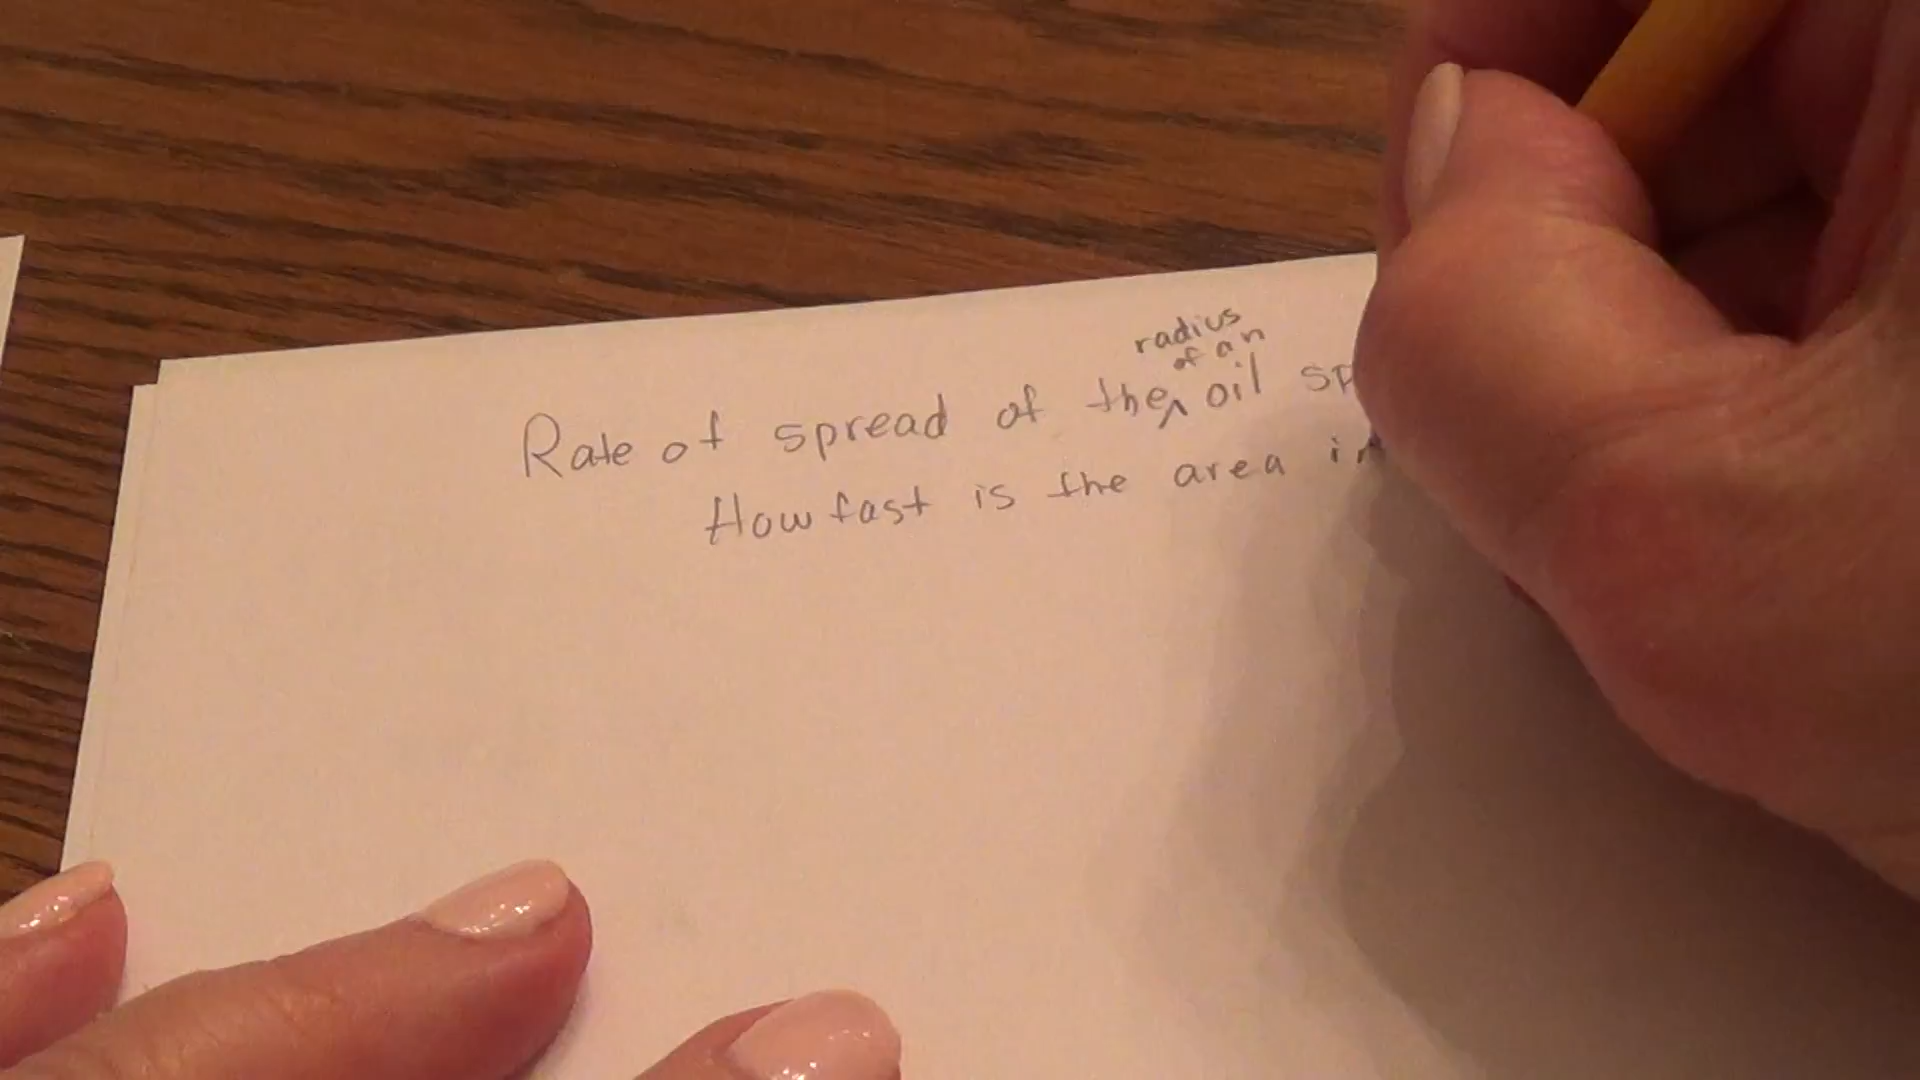 radius
of an
Rate of spread of the ^ oil
How fast is the area